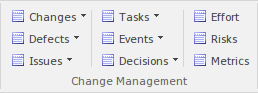 Changes Tasks Effort
Defects Events Risks
Issues Decisions Metrics
Change Management